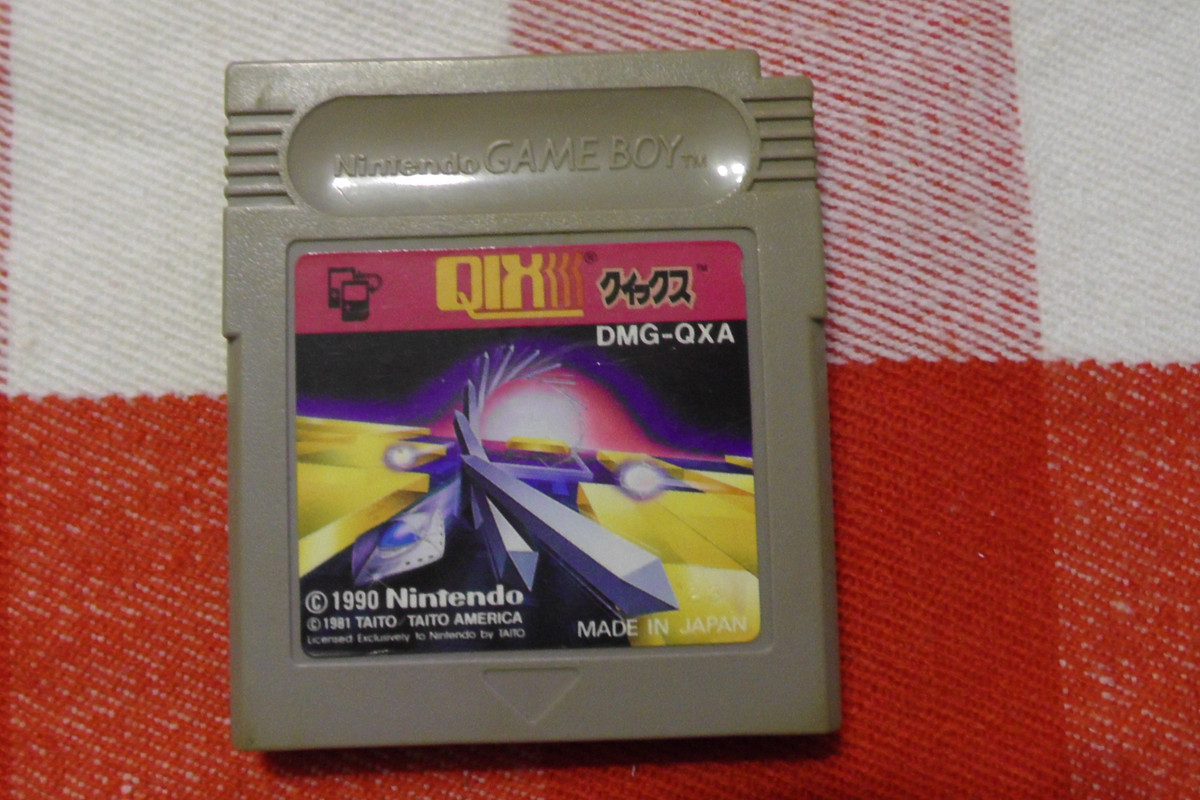 Nintendo GAME BOY™
QIX® クイックス™
DMG-QXA
©1990 Nintendo
©1981 TAITO / TAITO AMERICA
Licensed Exclusively to Nintendo by TAITO
MADE IN JAPAN